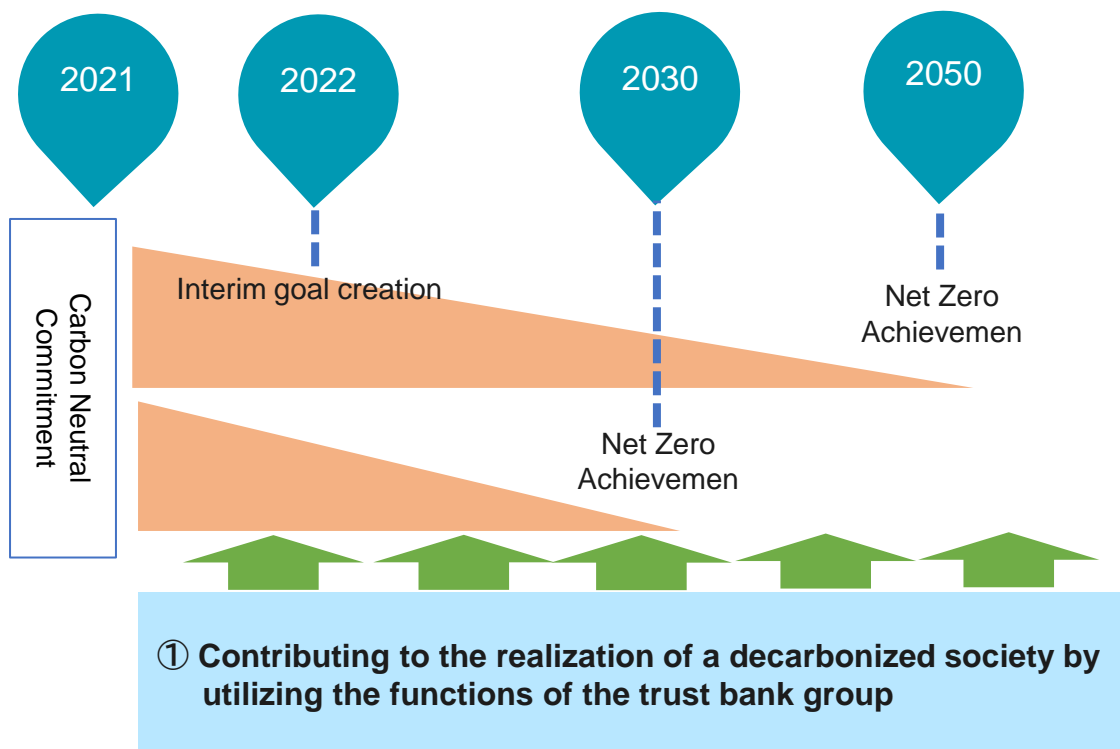 2021
2022
2030
2050
Carbon Neutral
Commitment
Interim goal creation
Net Zero
Achievemen
Net Zero
Achievemen
① Contributing to the realization of a decarbonized society by
utilizing the functions of the trust bank group